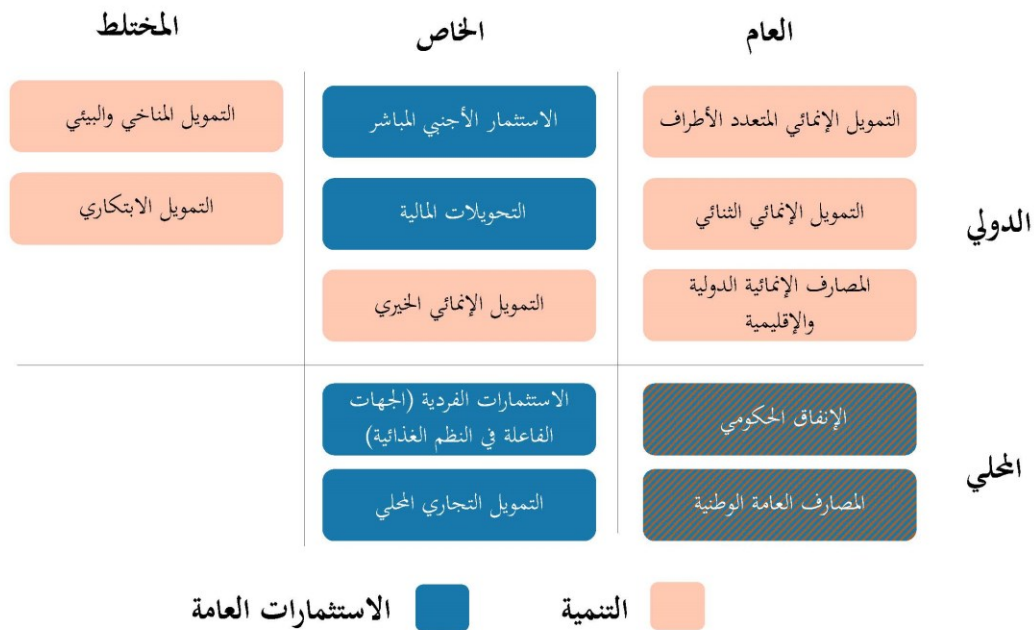 العام
الخاص
المختلط
الدولي
التمويل الإنمائي المتعدد الأطراف
الاستثمار الأجنبي المباشر
التمويل المناخي والبيئي
التمويل الإنمائي الثنائي
التحويلات المالية
التمويل الابتكاري
المصارف الإنمائية الدولية
والإقليمية
التمويل الإنمائي الخيري
المحلي
الإنفاق الحكومي
الاستثمارات الفردية (الجهات
الفاعلة في النظم الغذائية)
المصارف العامة الوطنية
التمويل التجاري المحلي
التنمية
الاستثمارات العامة